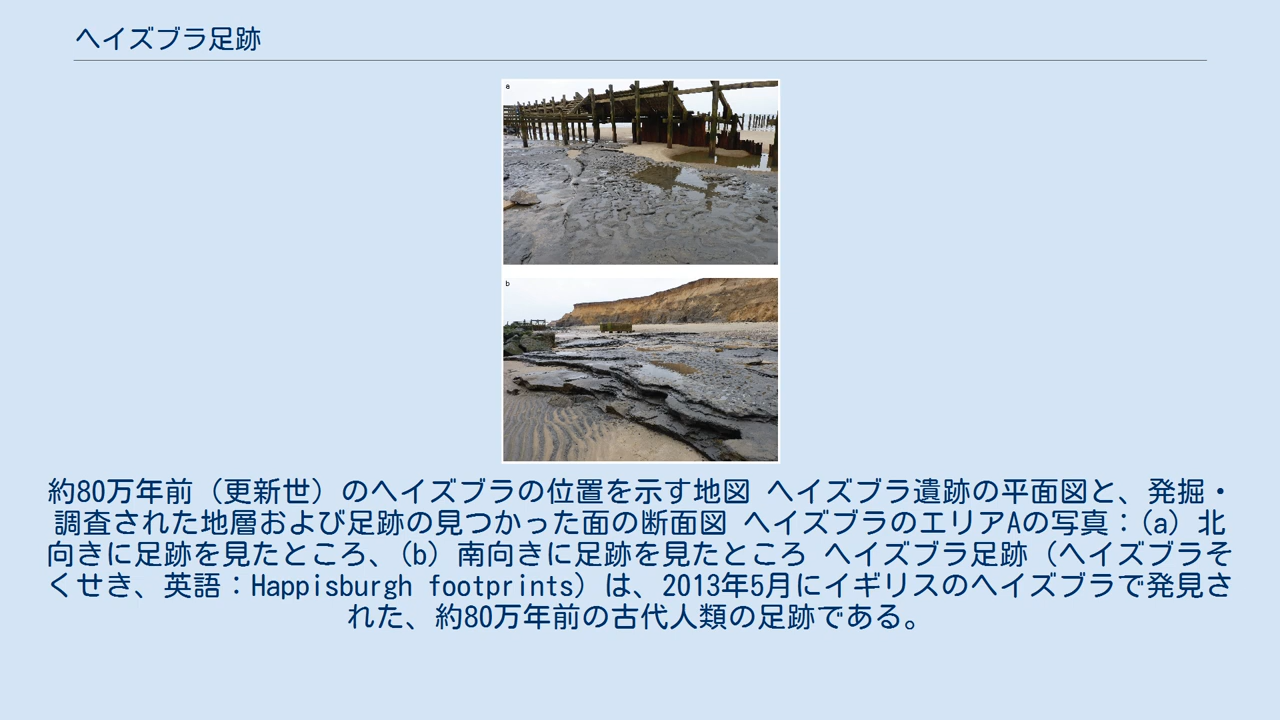 ヘイズブラ足跡
a
b
約80万年前（更新世）のヘイズブラの位置を示す地図 ヘイズブラ遺跡の平面図と、発掘・
調査された地層および足跡の見つかった面の断面図 ヘイズブラのエリアAの写真：(a) 北
向きに足跡を見たところ、(b) 南向きに足跡を見たところ ヘイズブラ足跡（ヘイズブラそ
くせき、英語：Happisburgh footprints）は、2013年5月にイギリスのヘイズブラで発見さ
れた、約80万年前の古代人類の足跡である。